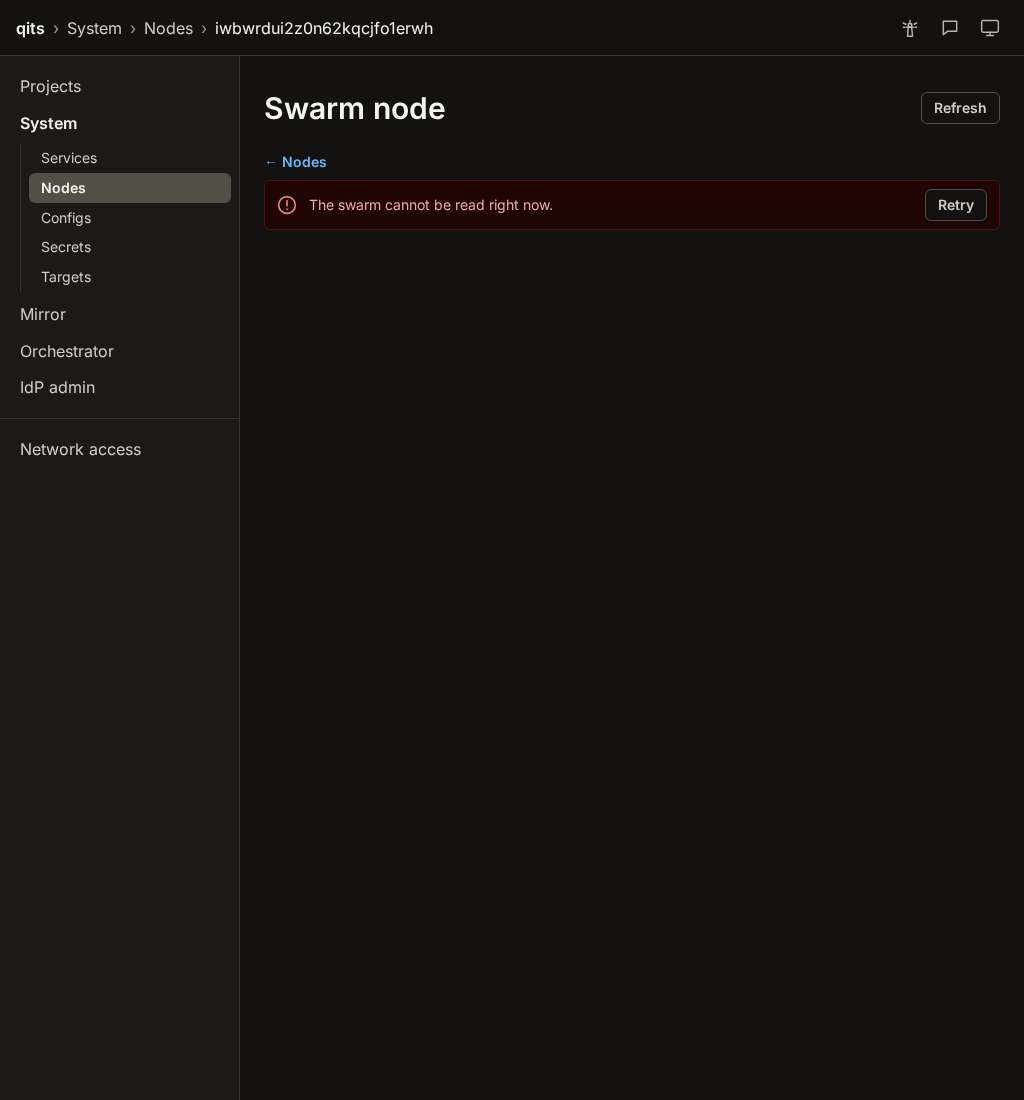 qits › System › Nodes › iwbwrdui2z0n62kqcjfo1erwh
Projects
System
Services
Nodes
Configs
Secrets
Targets
Mirror
Orchestrator
IdP admin
Network access
Swarm node
Refresh
← Nodes
The swarm cannot be read right now.
Retry